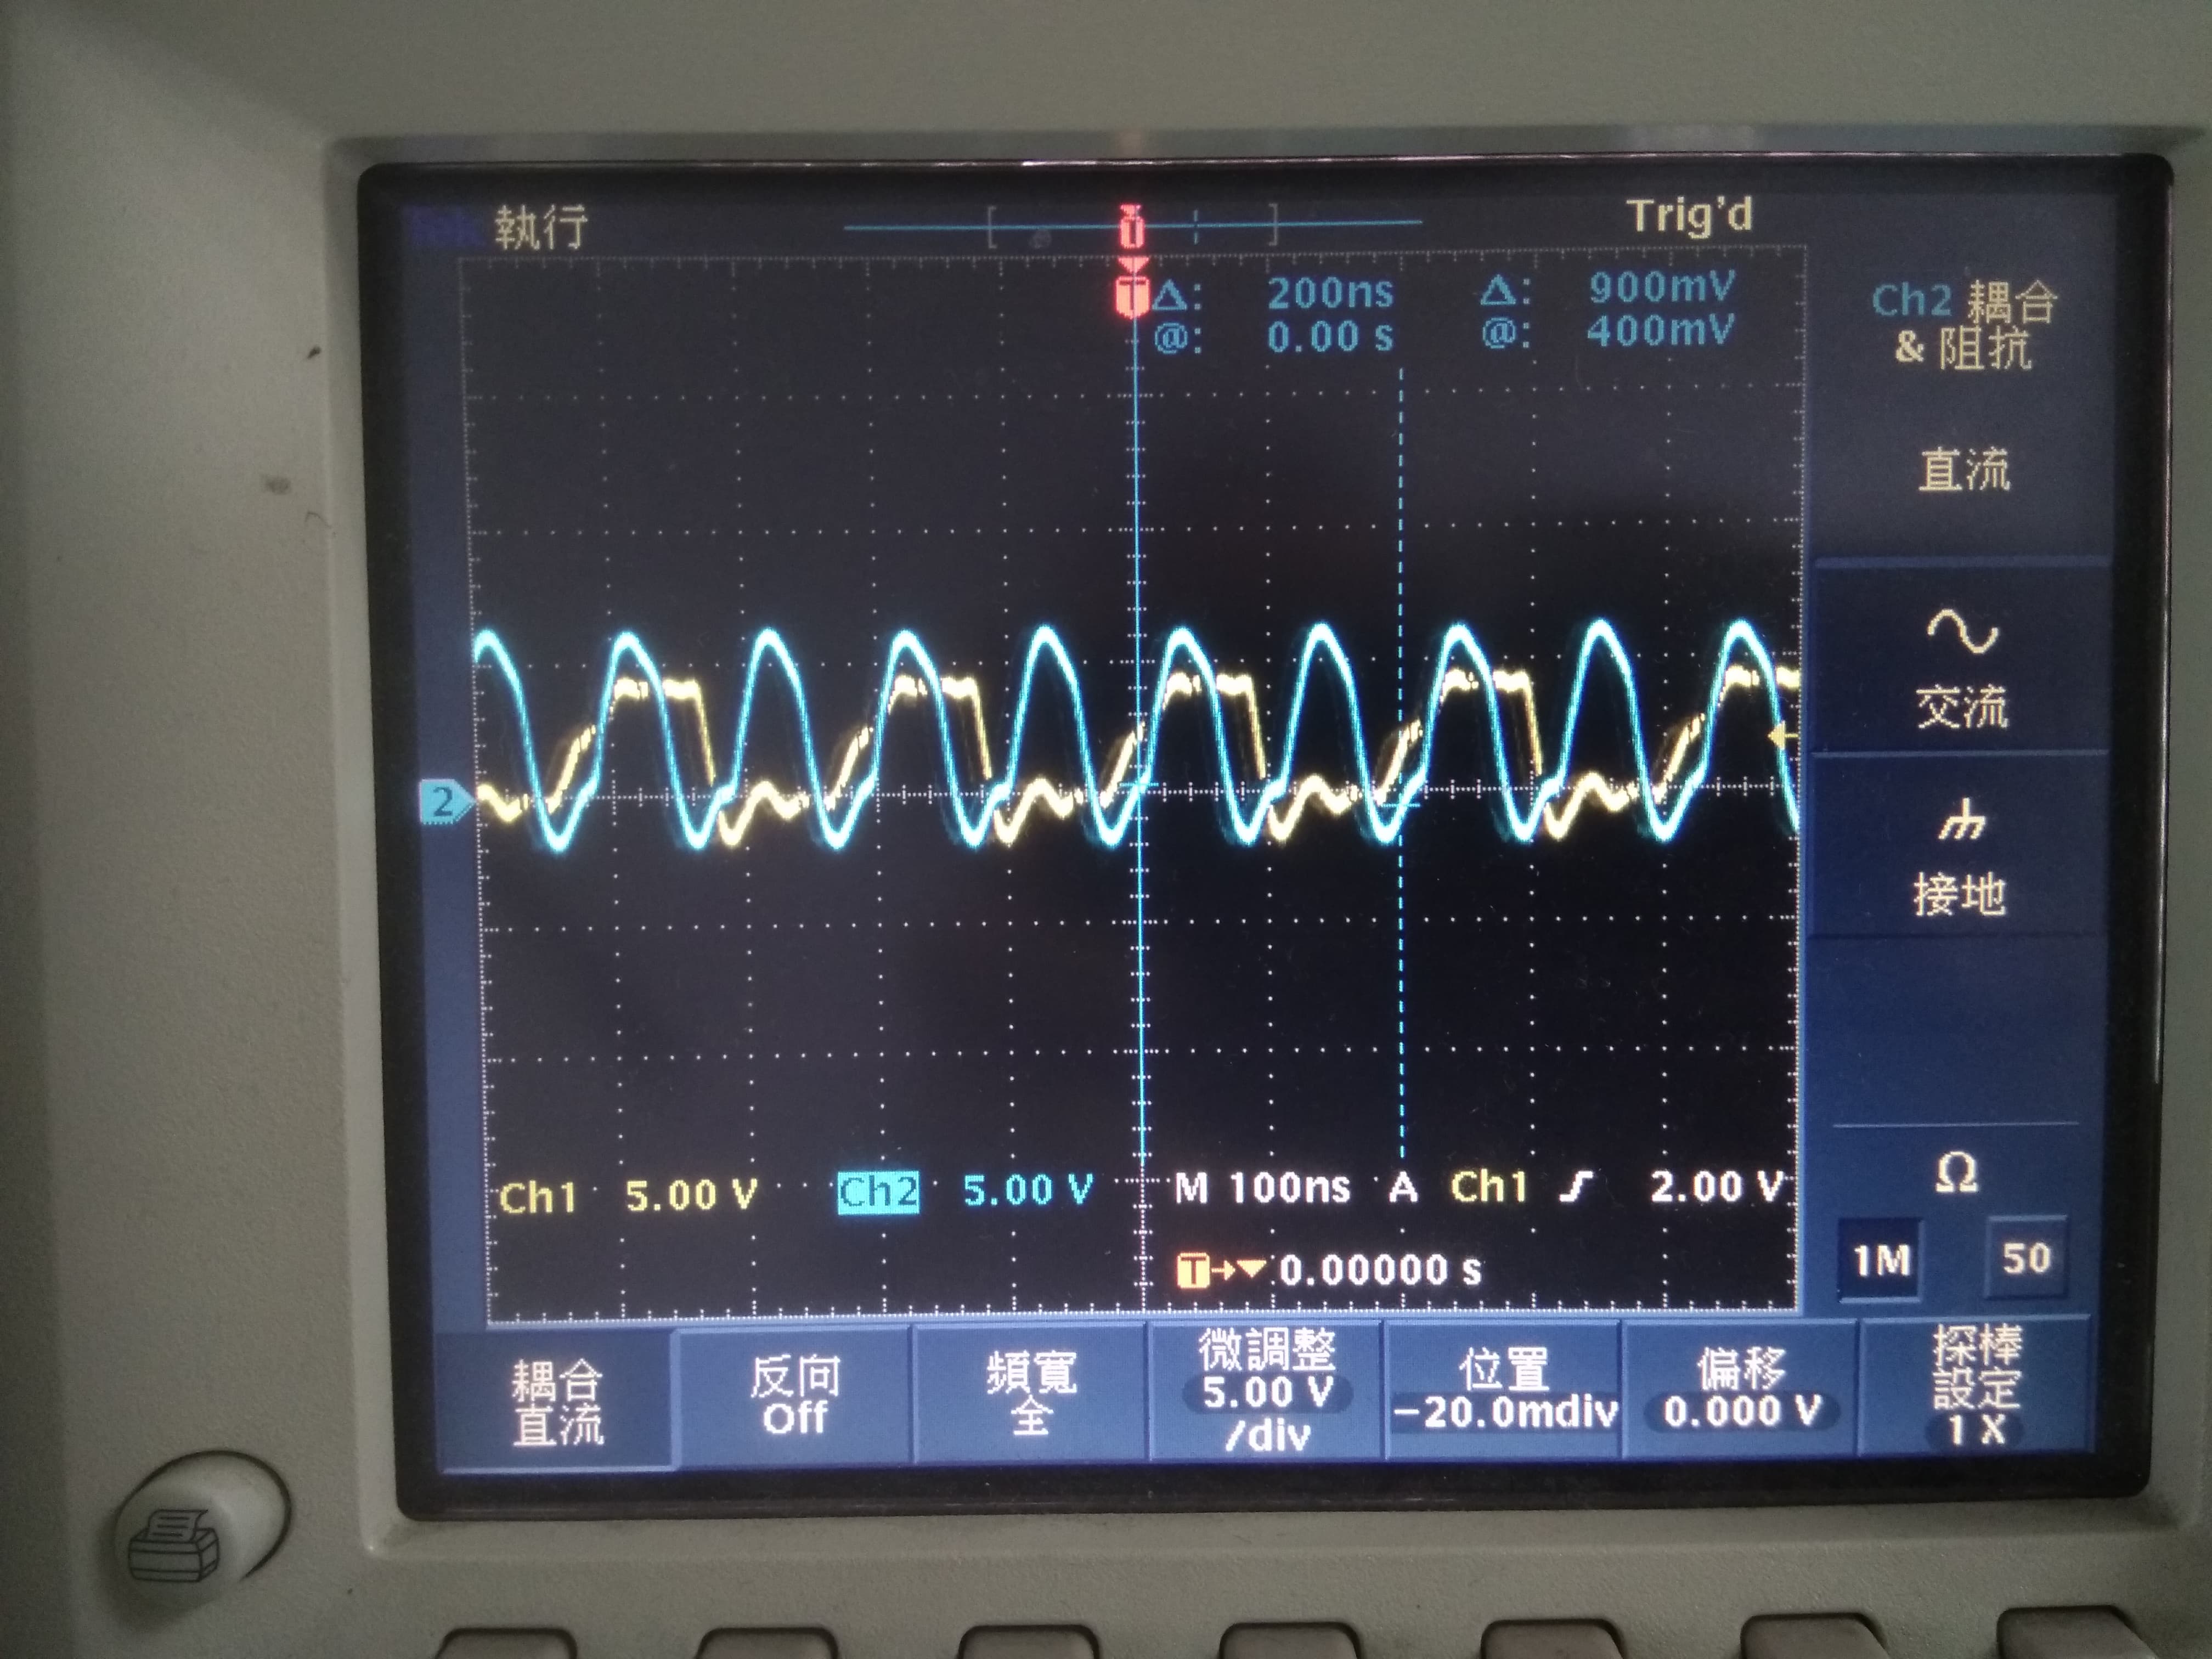 執行
Trig'd
Δ: 200ns Δ: 900mV
@: 0.00 s @: 400mV
Ch2 耦合
& 阻抗
直流
交流
接地
2
Ch1 5.00 V Ch2 5.00 V M 100ns A Ch1 2.00 V
T 0.00000 s
Ω
1M 50
耦合
直流
反向
Off
頻寬
全
微調整
5.00 V
/div
位置
-20.0mdiv
偏移
0.000 V
探棒
設定
1 X